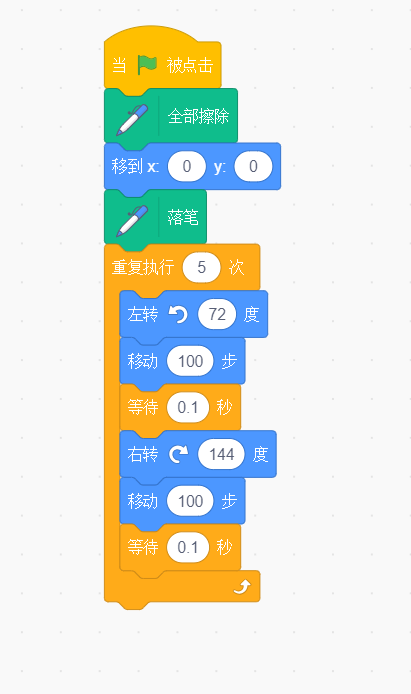 当 被点击
全部擦除
移到 x: 0 y: 0
落笔
重复执行 5 次
左转 72 度
移动 100 步
等待 0.1 秒
右转 144 度
移动 100 步
等待 0.1 秒